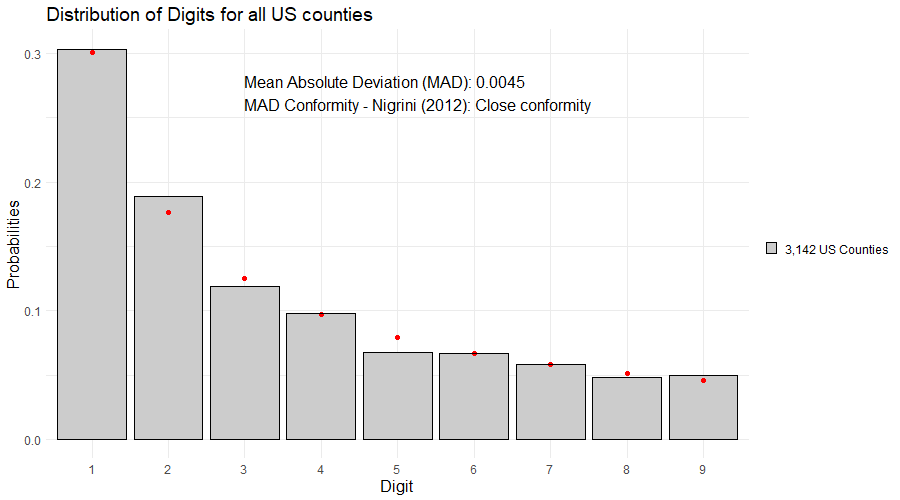 Distribution of Digits for all US counties
Mean Absolute Deviation (MAD): 0.0045
MAD Conformity - Nigrini (2012): Close conformity
Probabilities
0.3
0.2
0.1
0.0
1 2 3 4 5 6 7 8 9
Digit
3,142 US Counties